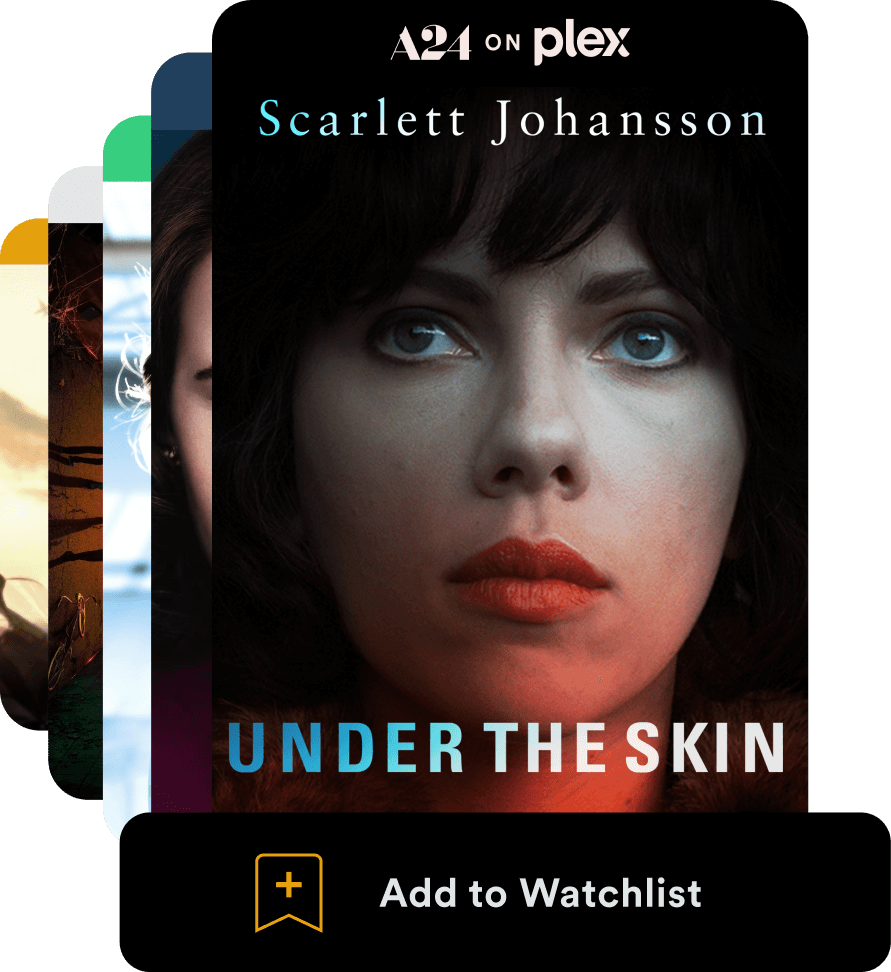 A24 ON plex
Scarlett Johansson
UNDER THE SKIN
Add to Watchlist